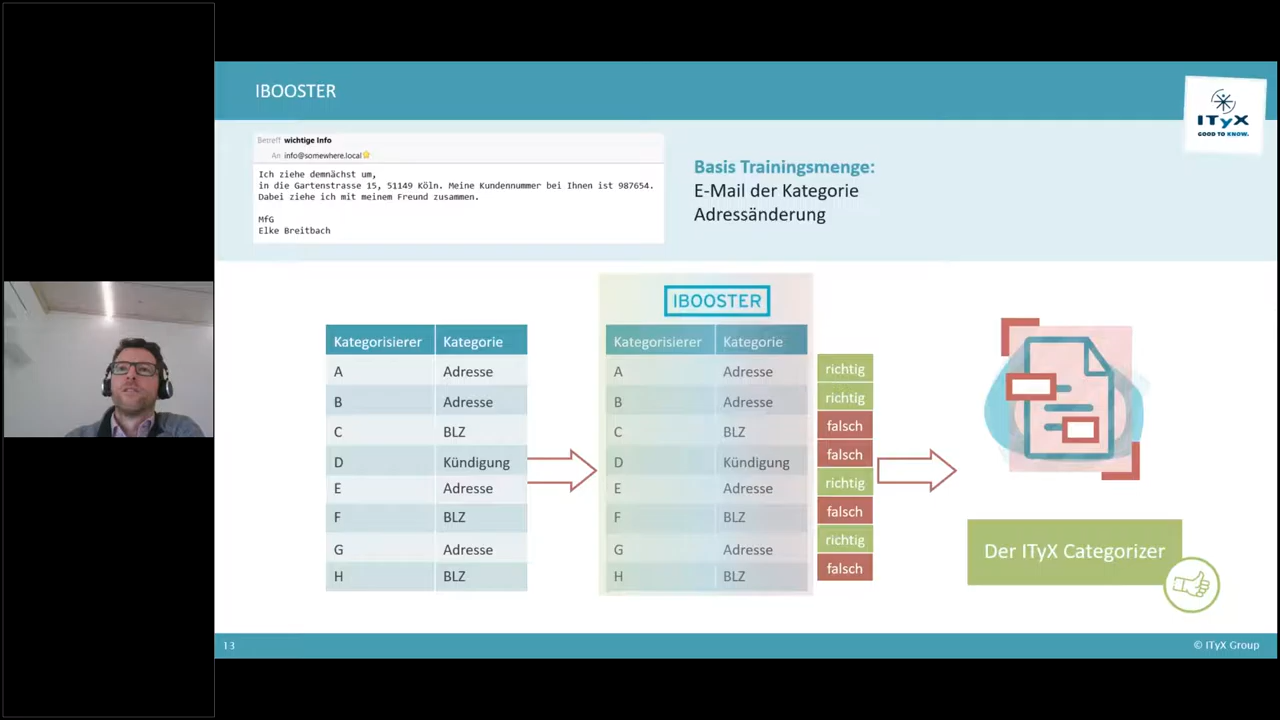 IBOOSTER
ITyX
GOOD TO KNOW.
Betreff wichtige Info
An info@somewhere.local
Ich ziehe demnächst um,
in die Gartenstrasse 15, 51149 Köln. Meine Kundennummer bei Ihnen ist 987654.
Dabei ziehe ich mit meinem Freund zusammen.
MfG
Elke Breitbach
Basis Trainingsmenge:
E-Mail der Kategorie
Adressänderung
Kategorisierer Kategorie
A Adresse
B Adresse
C BLZ
D Kündigung
E Adresse
F BLZ
G Adresse
H BLZ
IBOOSTER
Kategorisierer Kategorie
A Adresse richtig
B Adresse richtig
C BLZ falsch
D Kündigung falsch
E Adresse richtig
F BLZ falsch
G Adresse richtig
H BLZ falsch
Der ITyX Categorizer
13
© ITyX Group